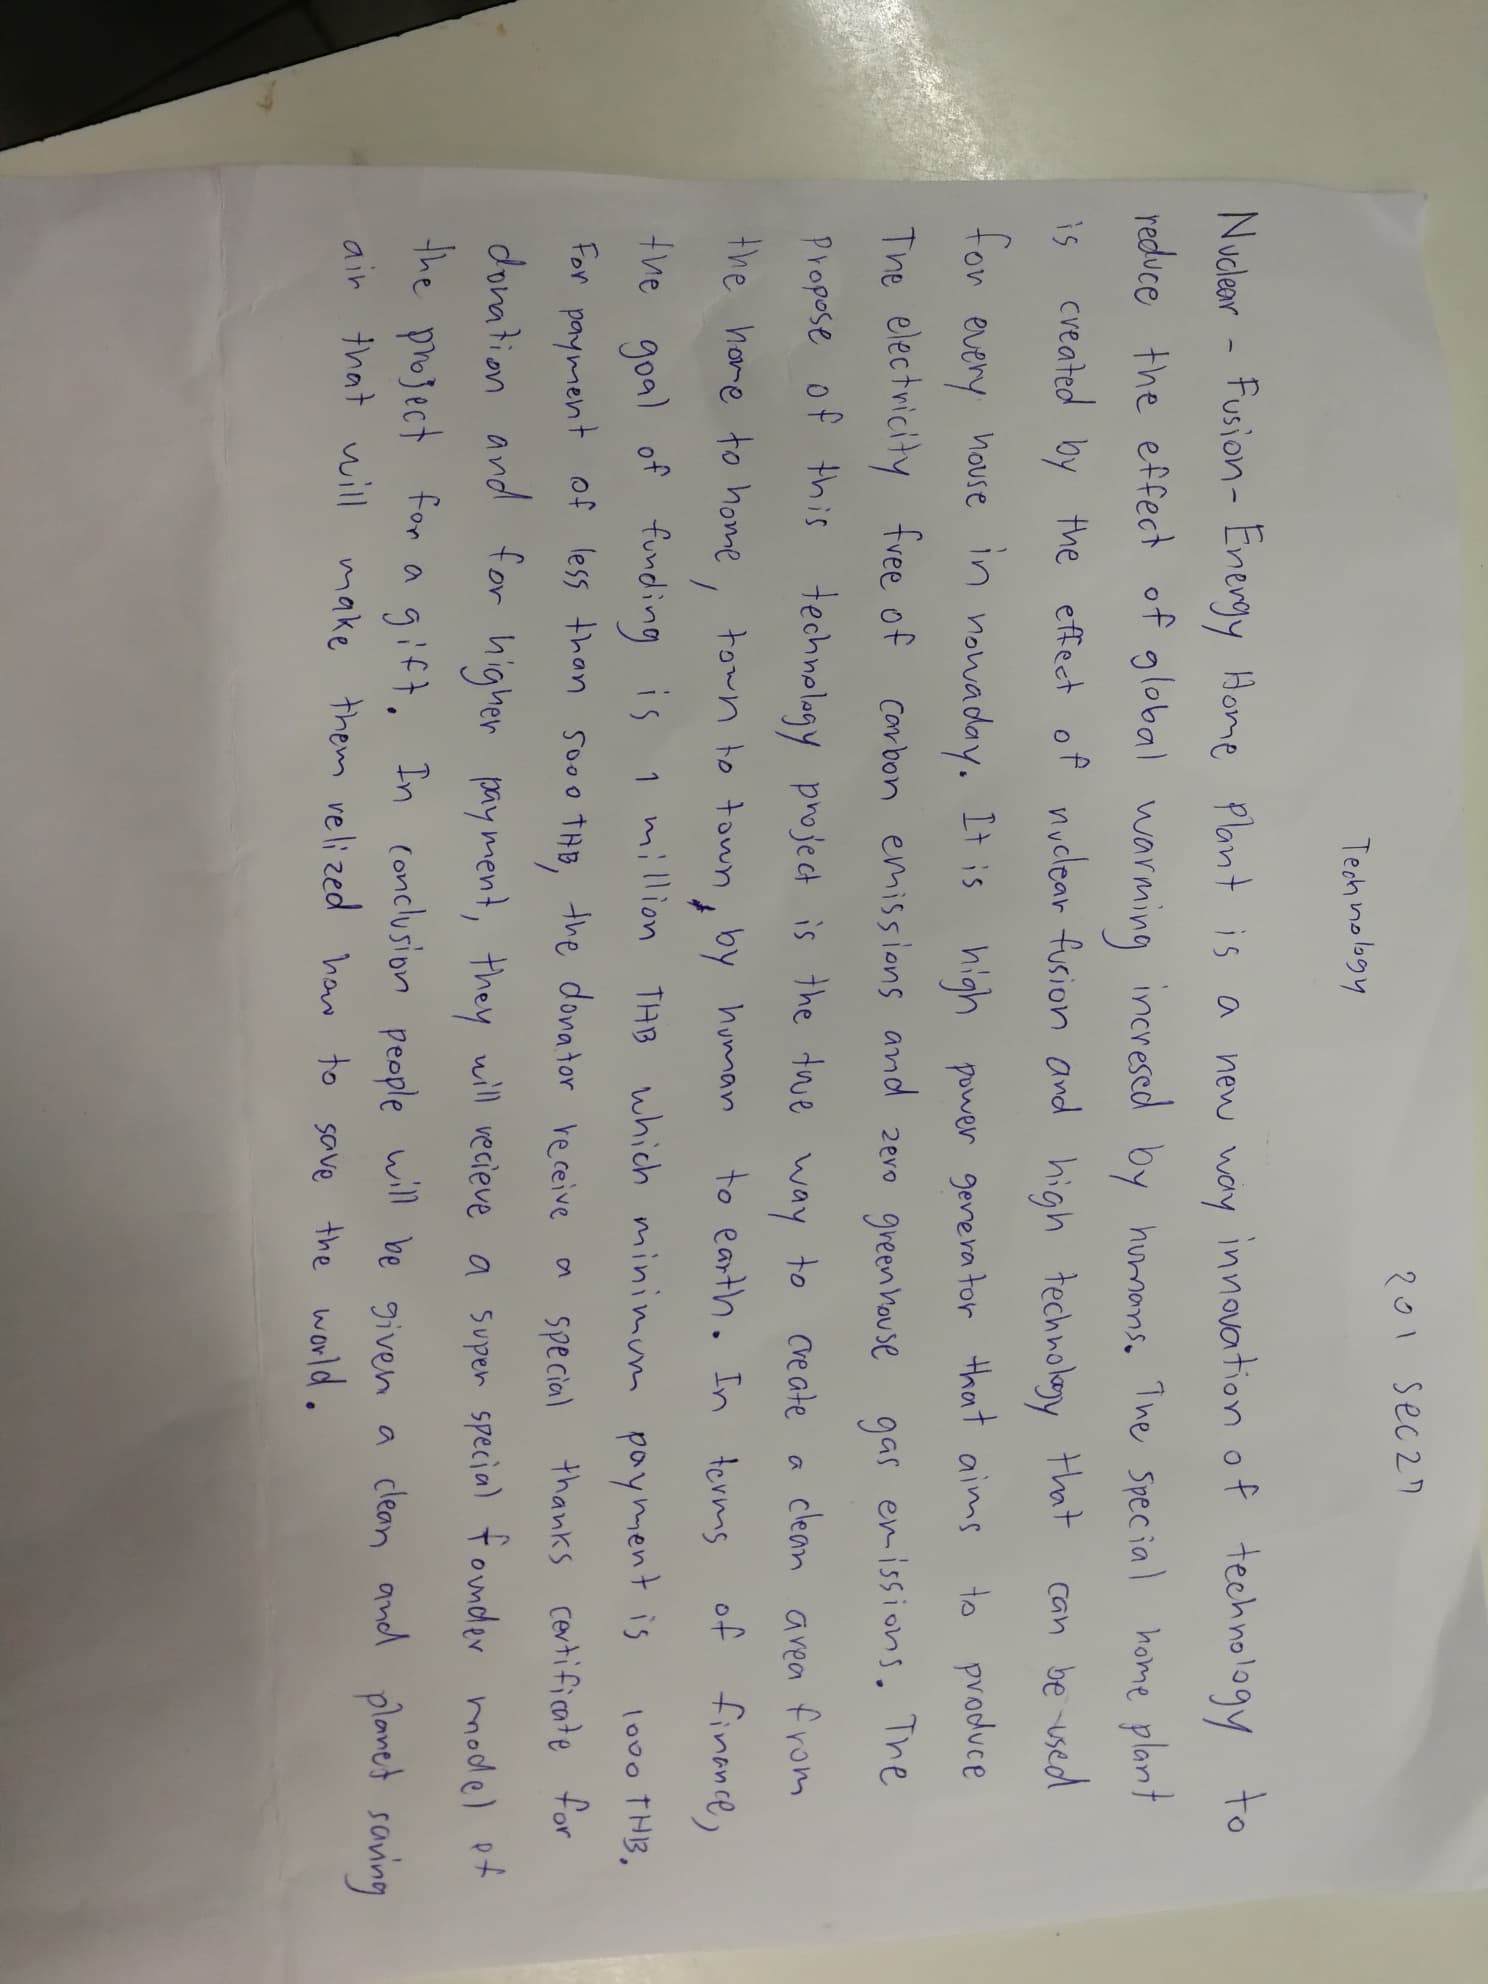 201 sec27
Technology
Nuclear - Fusion - Energy Home Plant is a new way innovation of technology to
reduce the effect of global warming incresed by humans. The special home plant
is created by the effect of nuclear fusion and high technology that can be used
for every house in nowaday. It is high power generator that aims to produce
The electricity free of carbon emissions and zero greenhouse gas emissions. The
propose of this technology project is the true way to create a clean area from
the home to home, town to town, by human to earth. In terms of finance,
the goal of funding is 1 million THB which minimum payment is 1000 THB.
For payment of less than 5000 THB, the donator receive a special thanks certificate for
donation and for higher payment, they will recieve a super special founder model of
the project for a gift. In conclusion people will be given a clean and planet saving
air that will make them relized how to save the world.